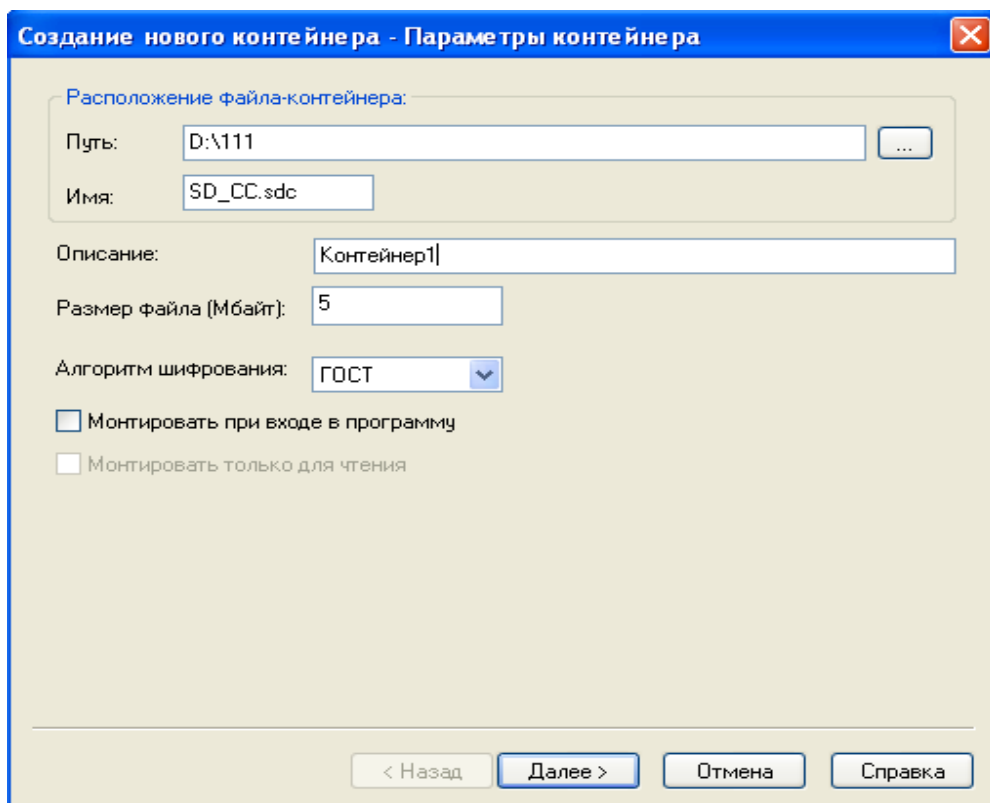 Создание нового контейнера - Параметры контейнера
Расположение файла-контейнера:
Путь: D:\111 ...
Имя: SD_CC.sdc
Описание: Контейнер1
Размер файла (Мбайт): 5
Алгоритм шифрования: ГОСТ
Монтировать при входе в программу
Монтировать только для чтения
< Назад Далее > Отмена Справка